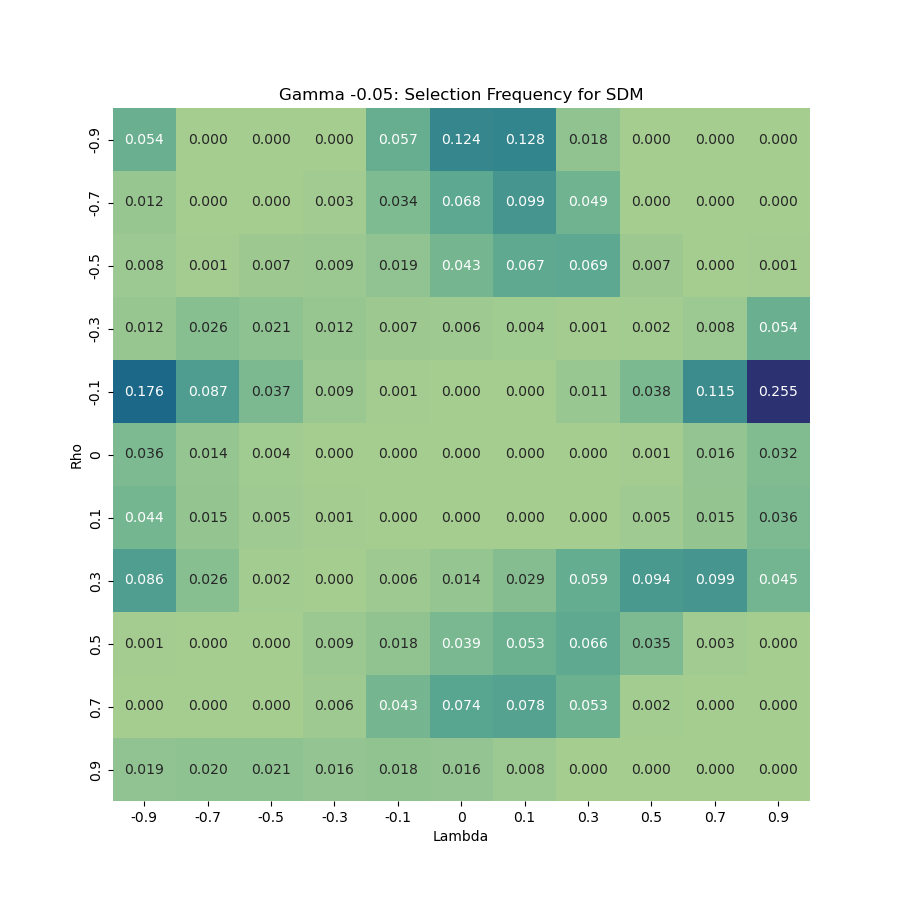 Gamma -0.05: Selection Frequency for SDM
-0.9 0.054 0.000 0.000 0.000 0.057 0.124 0.128 0.018 0.000 0.000 0.000
-0.7 0.012 0.000 0.000 0.003 0.034 0.068 0.099 0.049 0.000 0.000 0.000
-0.5 0.008 0.001 0.007 0.009 0.019 0.043 0.067 0.069 0.007 0.000 0.001
-0.3 0.012 0.026 0.021 0.012 0.007 0.006 0.004 0.001 0.002 0.008 0.054
-0.1 0.176 0.087 0.037 0.009 0.001 0.000 0.000 0.011 0.038 0.115 0.255
Rho
0 0.036 0.014 0.004 0.000 0.000 0.000 0.000 0.000 0.001 0.016 0.032
0.1 0.044 0.015 0.005 0.001 0.000 0.000 0.000 0.000 0.005 0.015 0.036
0.3 0.086 0.026 0.002 0.000 0.006 0.014 0.029 0.059 0.094 0.099 0.045
0.5 0.001 0.000 0.000 0.009 0.018 0.039 0.053 0.066 0.035 0.003 0.000
0.7 0.000 0.000 0.000 0.006 0.043 0.074 0.078 0.053 0.002 0.000 0.000
0.9 0.019 0.020 0.021 0.016 0.018 0.016 0.008 0.000 0.000 0.000 0.000
-0.9 -0.7 -0.5 -0.3 -0.1 0 0.1 0.3 0.5 0.7 0.9
Lambda